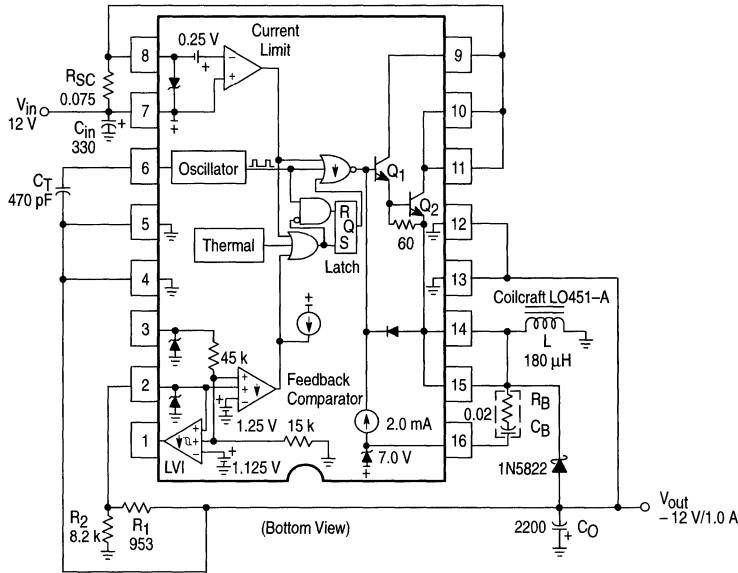 Current
Limit
0.25 V
+
−
+
8
9
RSC
0.075
Vin
12 V
7
+
10
Cin
330
+
6
Oscillator
Q1
11
CT
470 pF
Q2
R
Q
S
5
60
12
Thermal
Latch
4
13
+
Coilcraft LO451–A
3
14
L
180 µH
45 k
2
+
+
−
Feedback
Comparator
15
0.02
RB
CB
+
1.25 V
2.0 mA
1
+
+
−
15 k
16
LVI
+
1.125 V
7.0 V
+
1N5822
R2
8.2 k
R1
953
(Bottom View)
Vout
– 12 V/1.0 A
2200
+
CO